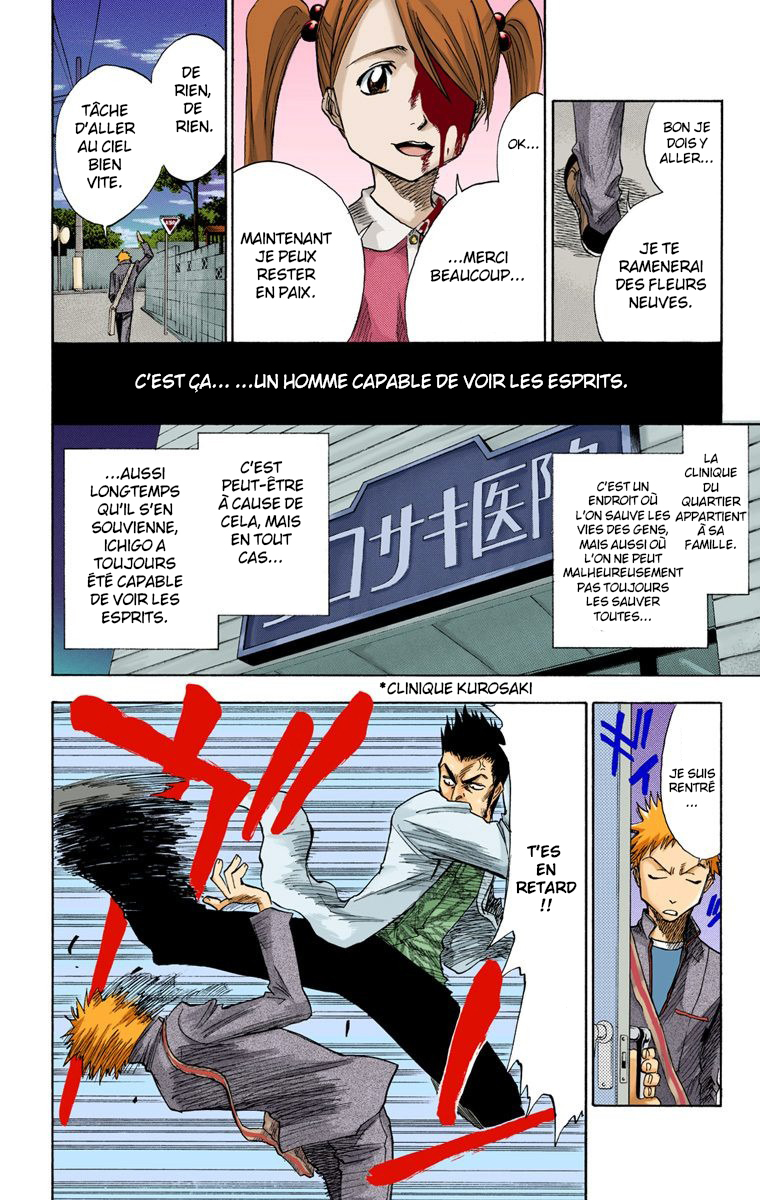 BON JE
DOIS Y
ALLER...
JE TE
RAMENERAI
DES FLEURS
NEUVES.
OK...
...MERCI
BEAUCOUP...
MAINTENANT
JE PEUX
RESTER
EN PAIX.
DE
RIEN,
DE
RIEN.
TÂCHE
D'ALLER
AU CIEL
BIEN
VITE.
C'EST ÇA... ...UN HOMME CAPABLE DE VOIR LES ESPRITS.
LA
CLINIQUE
DU
QUARTIER
APPARTIENT
À SA
FAMILLE.
C'EST UN
ENDROIT OÙ
L'ON SAUVE LES
VIES DES GENS,
MAIS AUSSI OÙ
L'ON NE PEUT
MALHEUREUSEMENT
PAS TOUJOURS
LES SAUVER
TOUTES...
コサキ医院
C'EST
PEUT-ÊTRE
À CAUSE DE
CELA, MAIS
EN TOUT
CAS...
...AUSSI
LONGTEMPS
QU'IL S'EN
SOUVIENNE,
ICHIGO A
TOUJOURS
ÉTÉ CAPABLE
DE VOIR LES
ESPRITS.
*CLINIQUE KUROSAKI
JE SUIS
RENTRÉ
...
ギィ
T'ES
EN
RETARD
!!